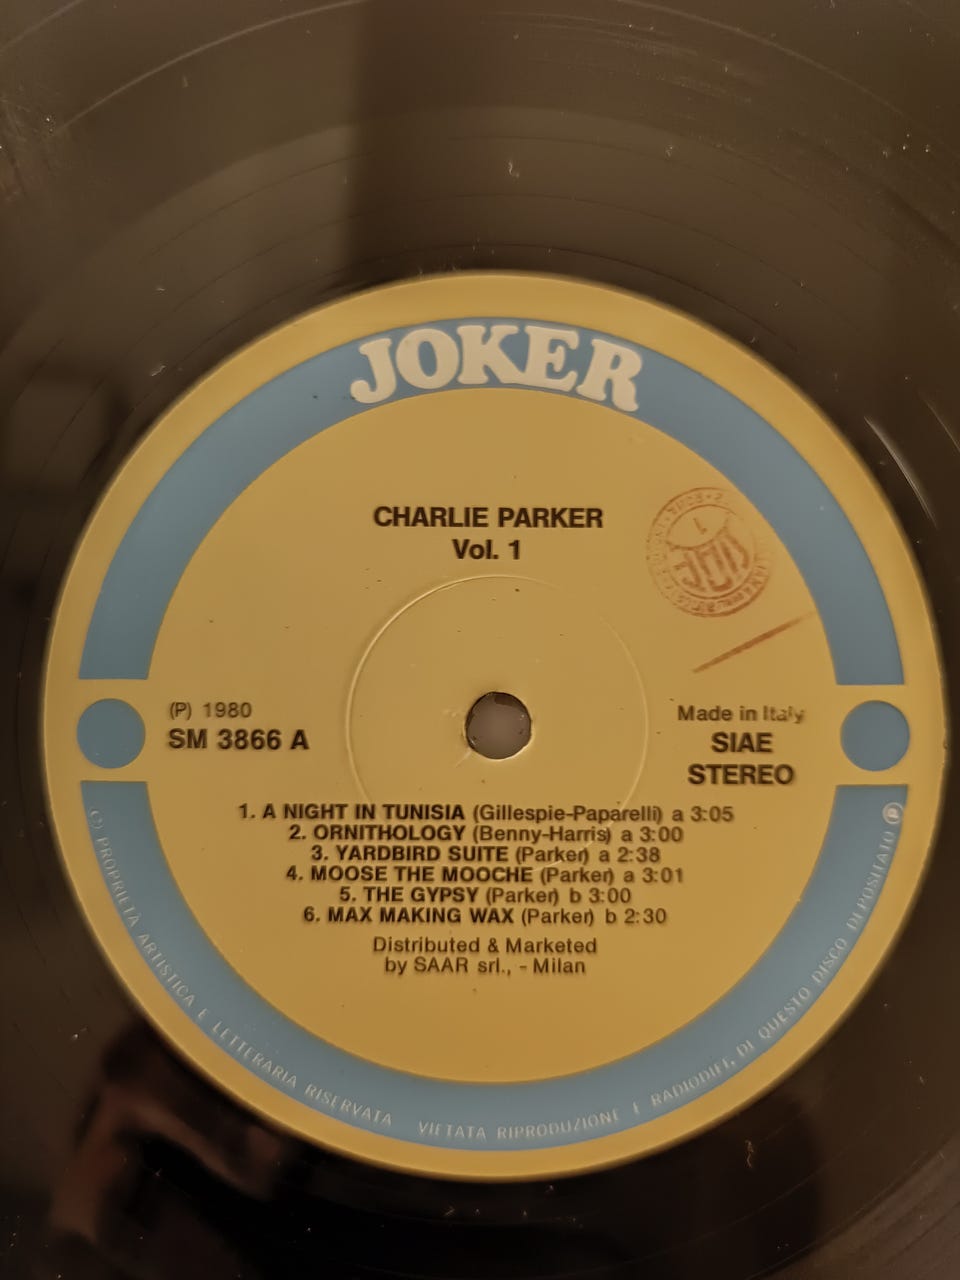 JOKER
CHARLIE PARKER
Vol. 1
(P) 1980
SM 3866 A
Made in Italy
SIAE
STEREO
1. A NIGHT IN TUNISIA (Gillespie-Paparelli) a 3:05
2. ORNITHOLOGY (Benny-Harris) a 3:00
3. YARDBIRD SUITE (Parker) a 2:38
4. MOOSE THE MOOCHE (Parker) a 3:01
5. THE GYPSY (Parker) b 3:00
6. MAX MAKING WAX (Parker) b 2:30
Distributed & Marketed
by SAAR srl., - Milan
(C) PROPRIETÀ ARTISTICA E LETTERARIA RISERVATA VIETATA RIPRODUZIONE E RADIODIFF. DI QUESTO DISCO DEPOSITATO (P)